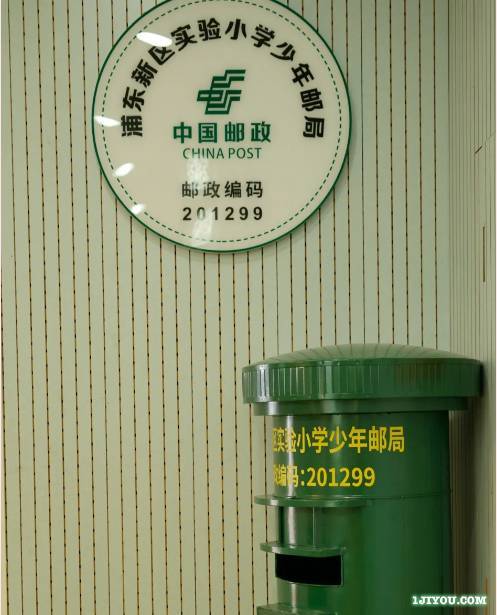 浦东新区实验小学少年邮局
中国邮政
CHINA POST
邮政编码
201299
区实验小学少年邮局
编码:201299
1JIYOU.COM